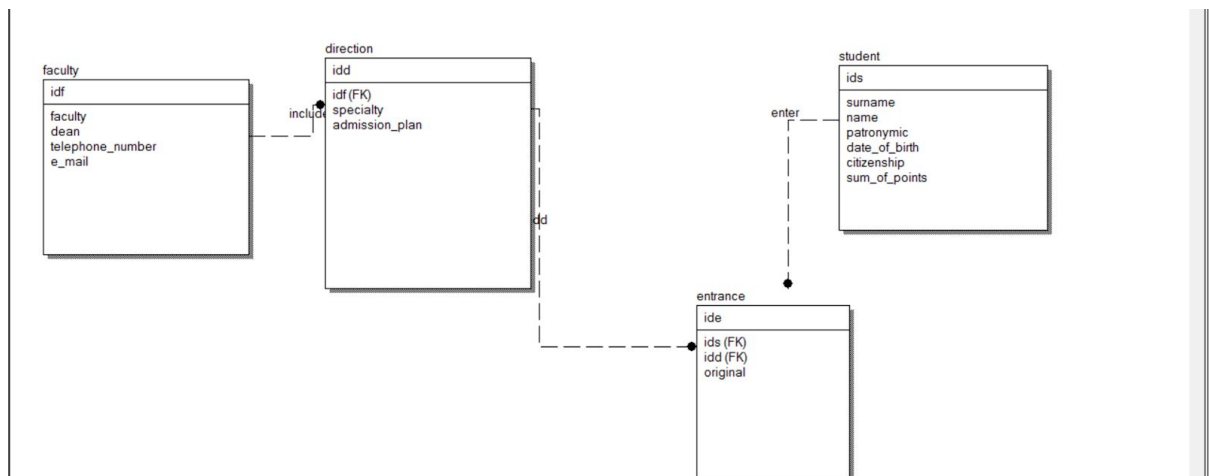 faculty
idf
faculty
dean
telephone_number
e_mail
include
direction
idd
idf (FK)
specialty
admission_plan
dd
student
ids
surname
name
patronymic
date_of_birth
citizenship
sum_of_points
enter
entrance
ide
ids (FK)
idd (FK)
original